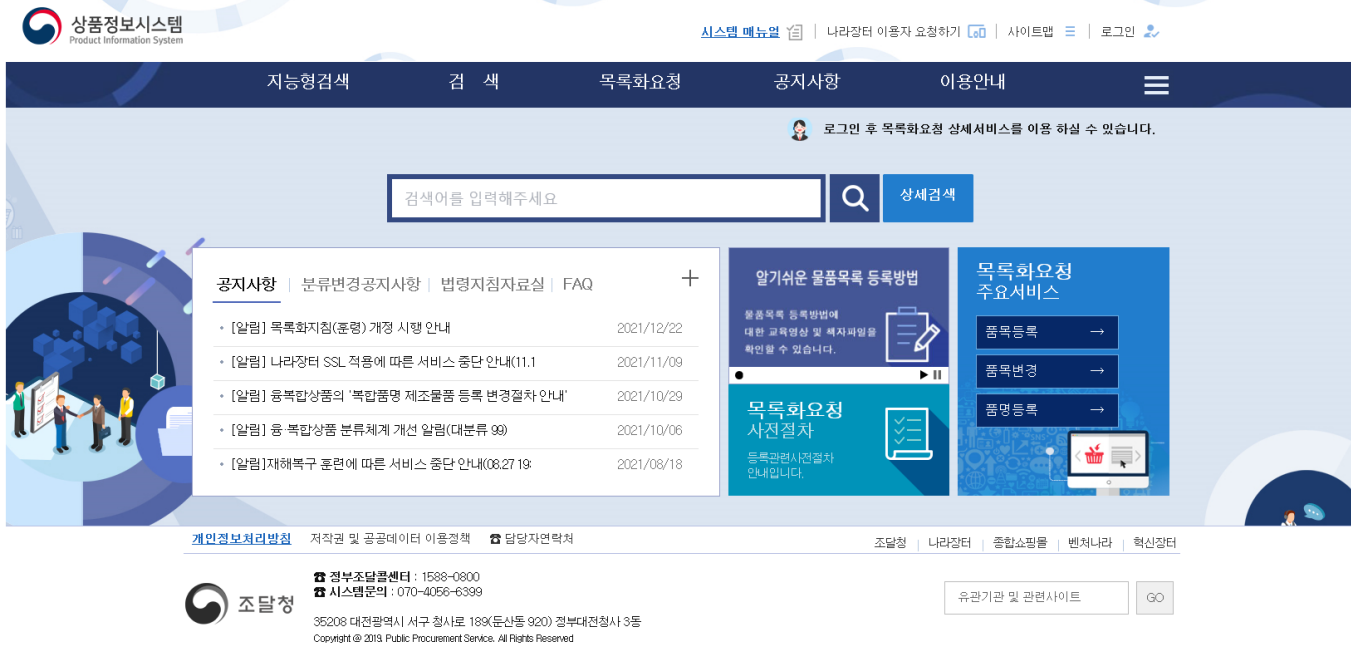 상품정보시스템
Product Information System
시스템 메뉴얼 나라장터 이용자 요청하기 사이트맵 로그인
지능형검색 검 색 목록화요청 공지사항 이용안내
로그인 후 목록화요청 상세서비스를 이용 하실 수 있습니다.
검색어를 입력해주세요
상세검색
공지사항 분류변경공지사항 법령지침자료실 FAQ
[알림] 목록화지침(훈령) 개정 시행 안내 2021/12/22
[알림] 나라장터 SSL 적용에 따른 서비스 중단 안내(11.1 2021/11/09
[알림] 융복합상품의 '복합품명 제조물품 등록 변경절차 안내' 2021/10/29
[알림] 융·복합상품 분류체계 개선 알림(대분류 99) 2021/10/06
[알림]재해복구 훈련에 따른 서비스 중단 안내(08.27 19: 2021/08/18
알기쉬운 물품목록 등록방법
물품목록 등록방법에
대한 교육영상 및 책자파일을
확인할 수 있습니다.
목록화요청
사전절차
등록관련사전절차
안내입니다.
목록화요청
주요서비스
품목등록 →
품목변경 →
품명등록 →
개인정보처리방침 저작권 및 공공데이터 이용정책 ☎ 담당자연락처
조달청 나라장터 종합쇼핑몰 벤처나라 혁신장터
조달청
☎ 정부조달콜센터 : 1588-0800
☎ 시스템문의 : 070-4056-6399
35208 대전광역시 서구 청사로 189(둔산동 920) 정부대전청사 3동
Copyright @ 2019. Public Procurement Service. All Rights Reserved
유관기관 및 관련사이트 GO